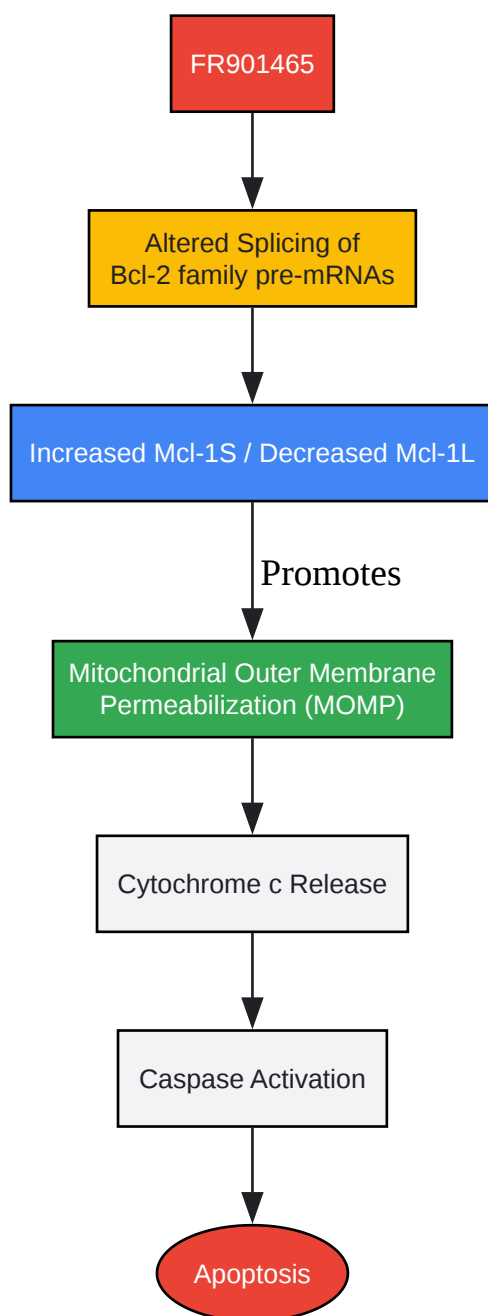 FR901465
Altered Splicing of
Bcl-2 family pre-mRNAs
Increased Mcl-1S / Decreased Mcl-1L
Promotes
Mitochondrial Outer Membrane
Permeabilization (MOMP)
Cytochrome c Release
Caspase Activation
Apoptosis